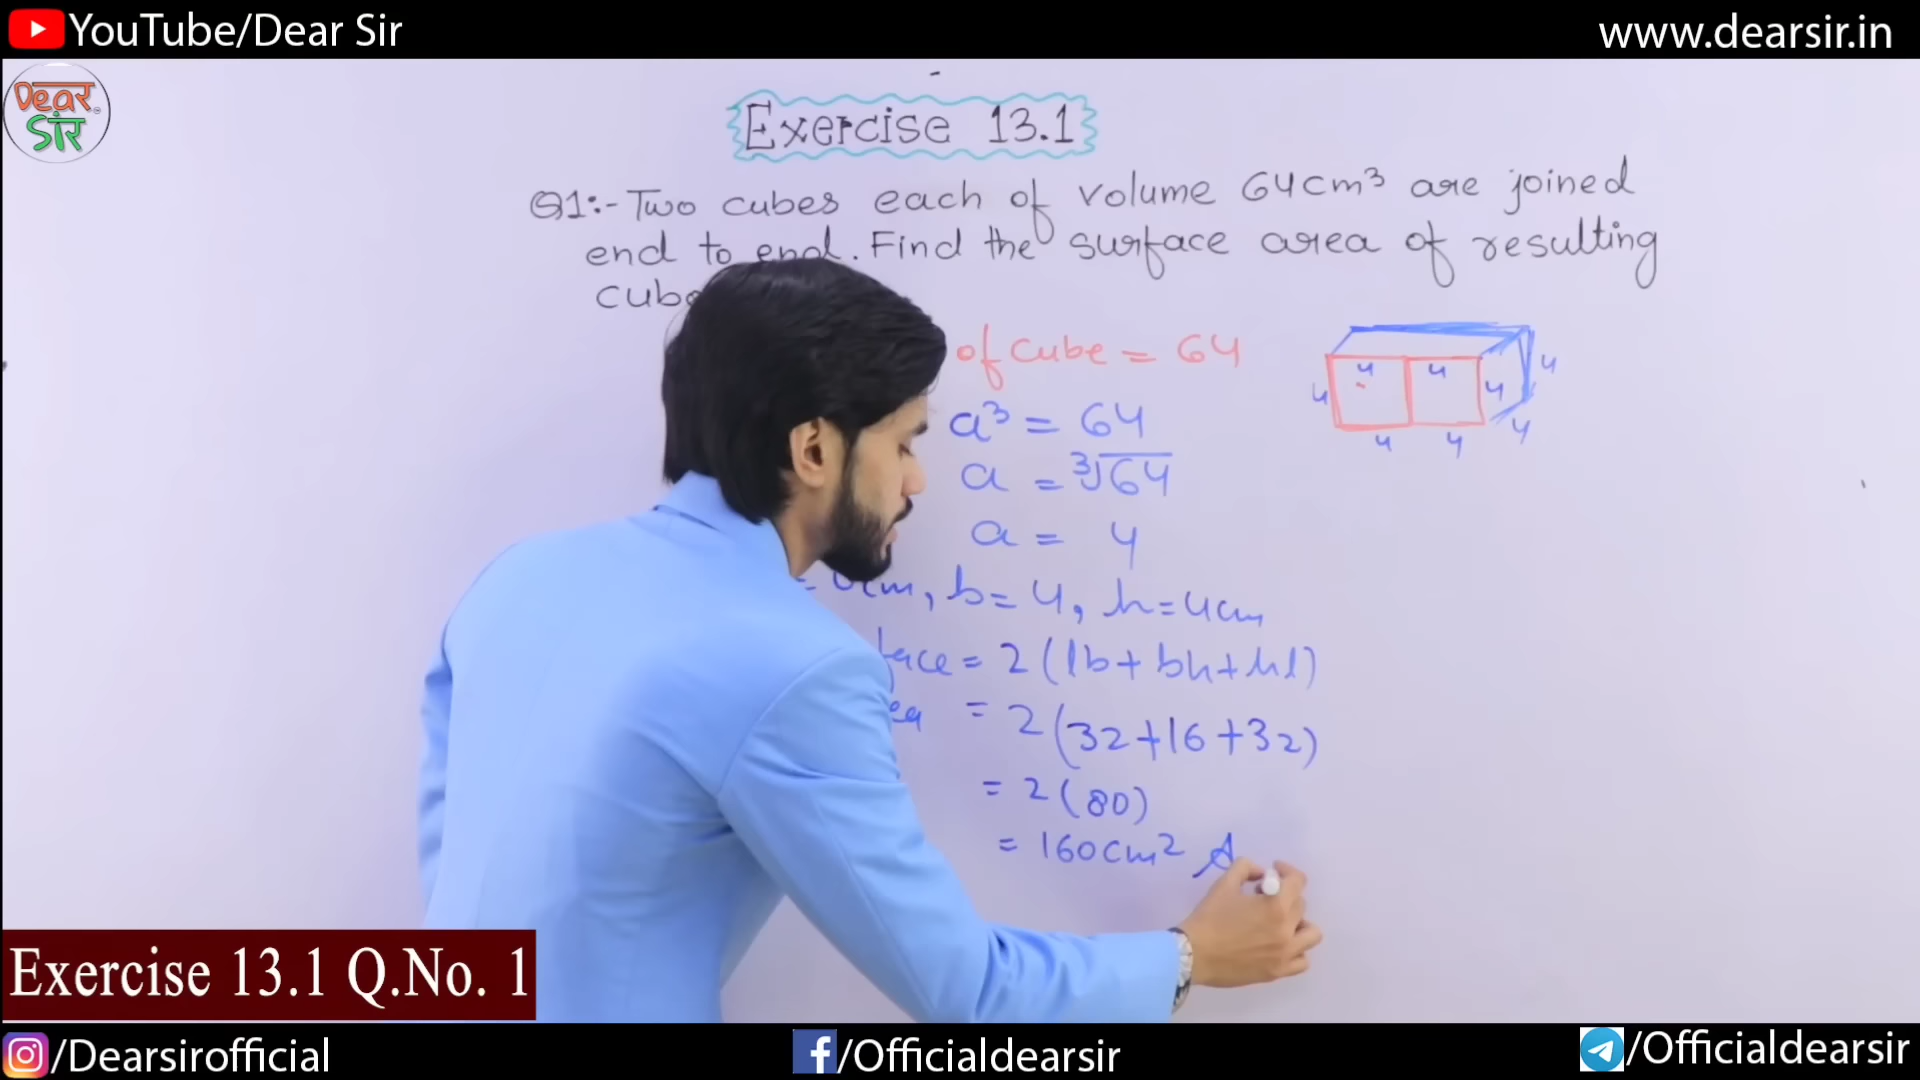 YouTube/Dear Sir
www.dearsir.in
Dear
सर
Exercise 13.1
Q1:- Two cubes each of volume 64cm³ are joined
end to end. Find the surface area of resulting
of cube = 64
a³ = 64
a = ³√64
a = 4
, b = 4, h = 4cm
= 2(lb + bh + hl)
= 2(32+16+32)
= 2(80)
= 160cm²
4 4
4 4 4
4 4 4
Exercise 13.1 Q.No. 1
/Dearsirofficial
/Officialdearsir
/Officialdearsir